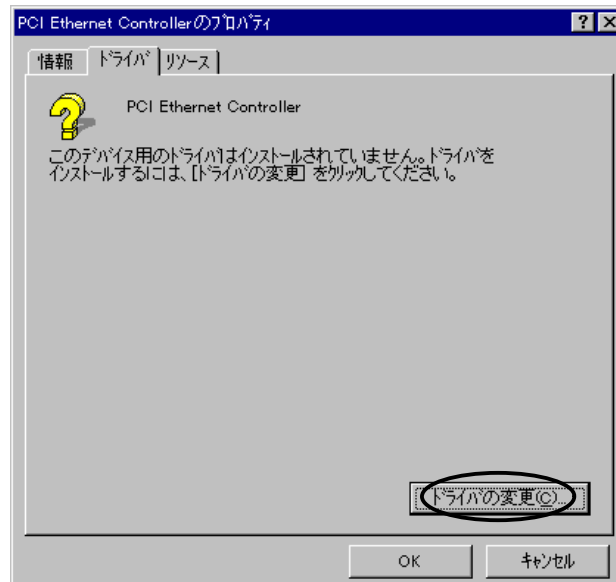 PCI Ethernet Controllerのﾌﾟﾛﾊﾟﾃｨ
情報 ﾄﾞﾗｲﾊﾞ ﾘｿｰｽ
PCI Ethernet Controller
このﾃﾞﾊﾞｲｽ用のﾄﾞﾗｲﾊﾞはｲﾝｽﾄｰﾙされていません。ﾄﾞﾗｲﾊﾞを
ｲﾝｽﾄｰﾙするには、[ﾄﾞﾗｲﾊﾞの変更] をｸﾘｯｸしてください。
ﾄﾞﾗｲﾊﾞの変更(C)...
OK ｷｬﾝｾﾙ